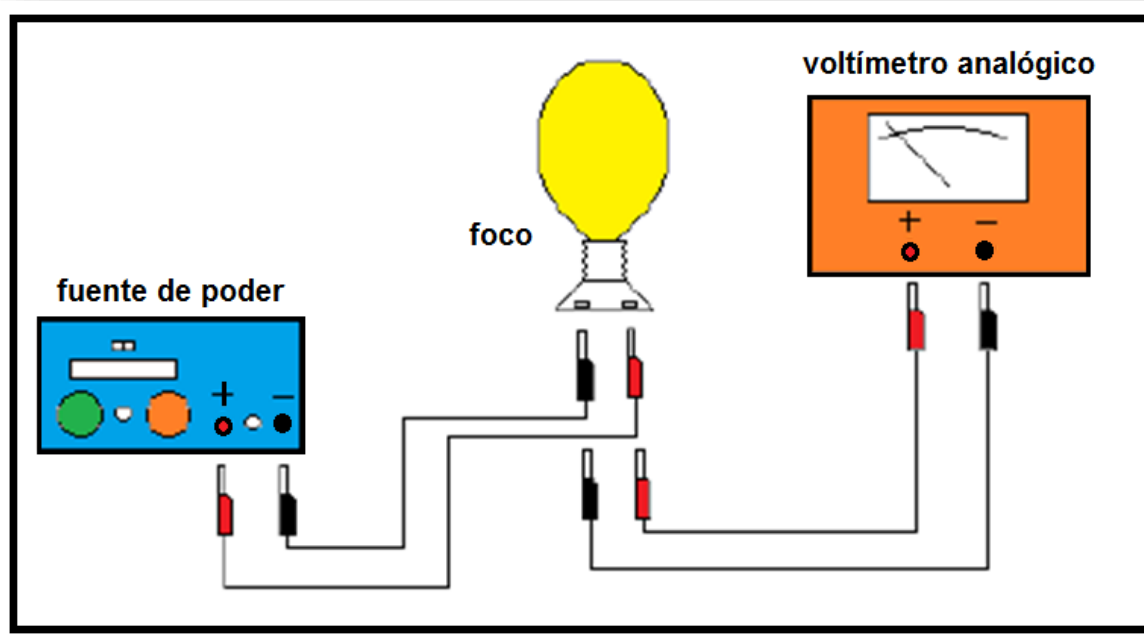 voltímetro analógico
foco
fuente de poder
+ −
+ −